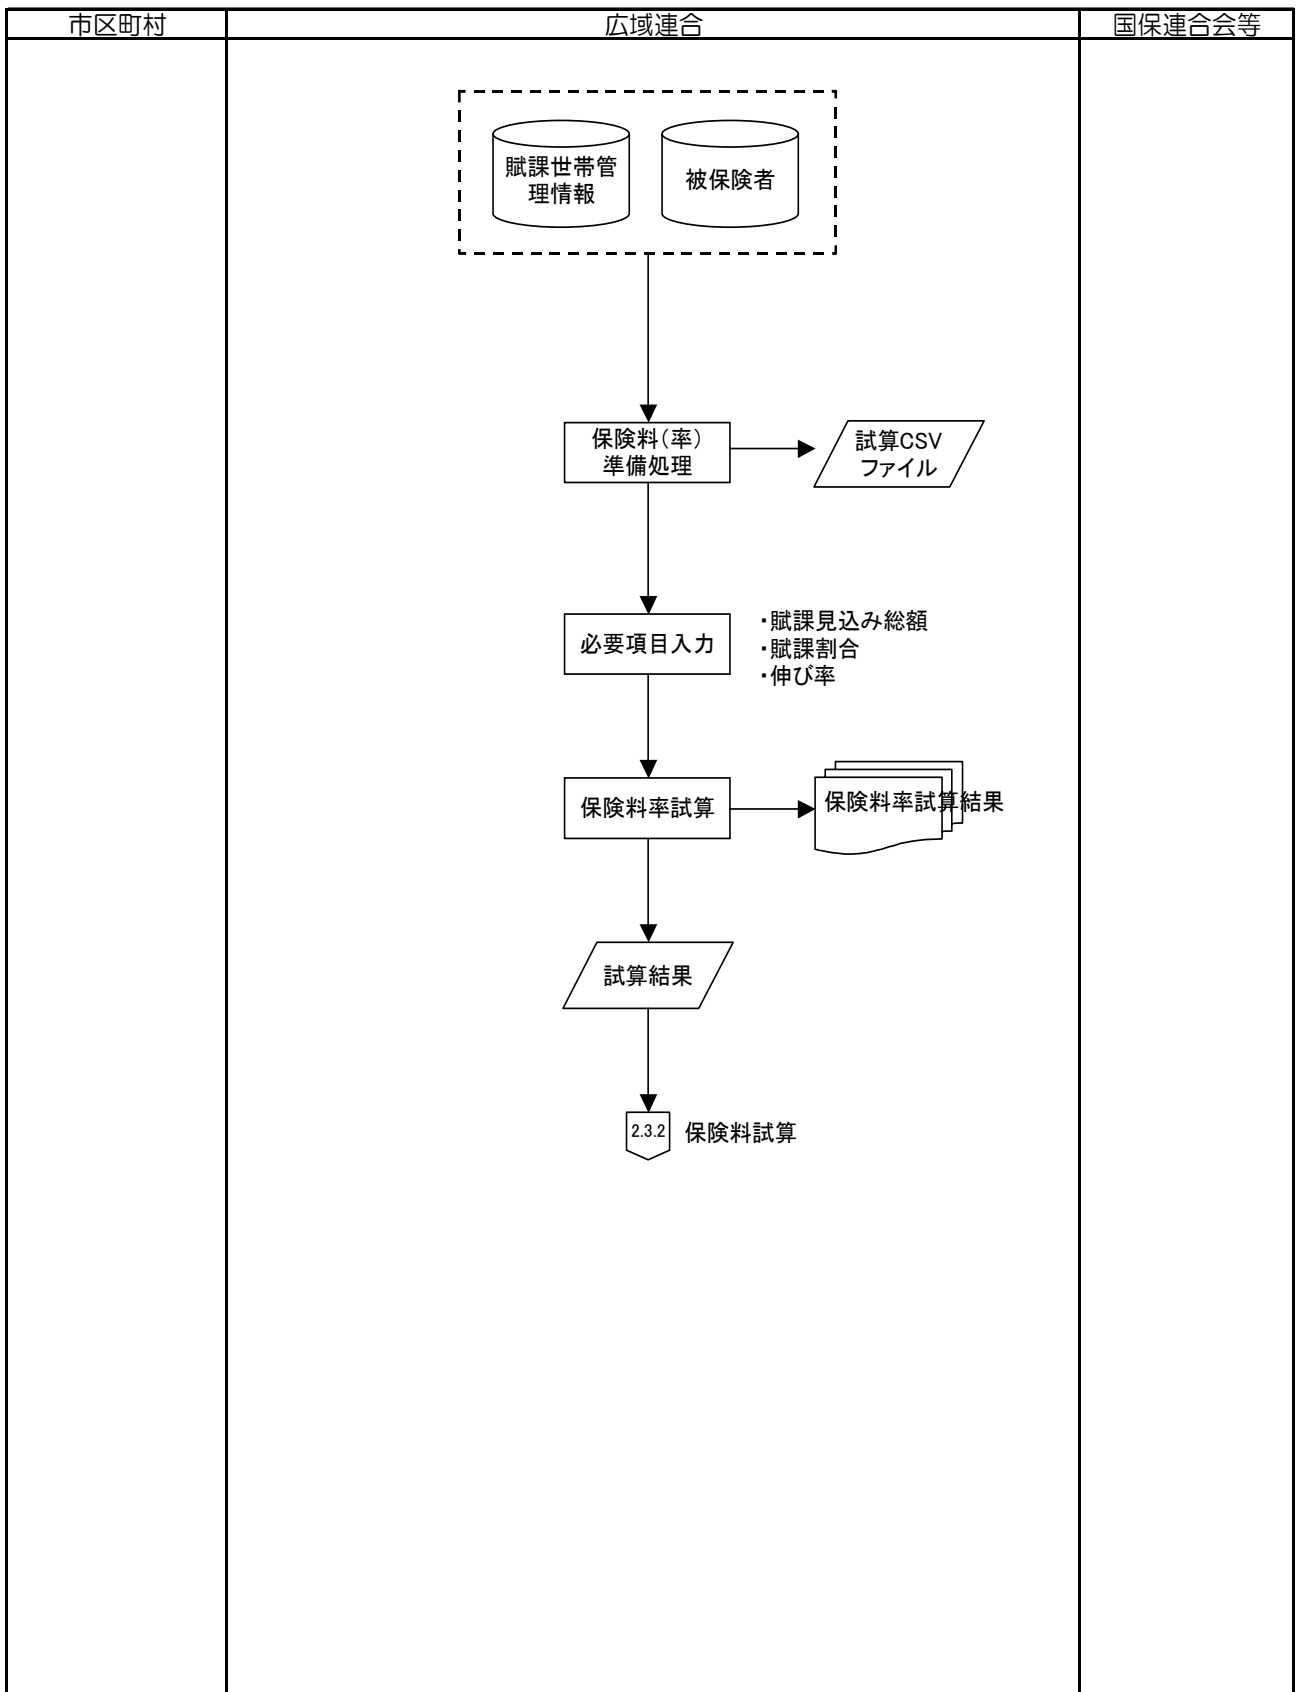 市区町村
広域連合
国保連合会等
賦課世帯管
理情報
被保険者
保険料(率)
準備処理
試算CSV
ファイル
必要項目入力
・賦課見込み総額
・賦課割合
・伸び率
保険料率試算
保険料率試算結果
試算結果
2.3.2
保険料試算